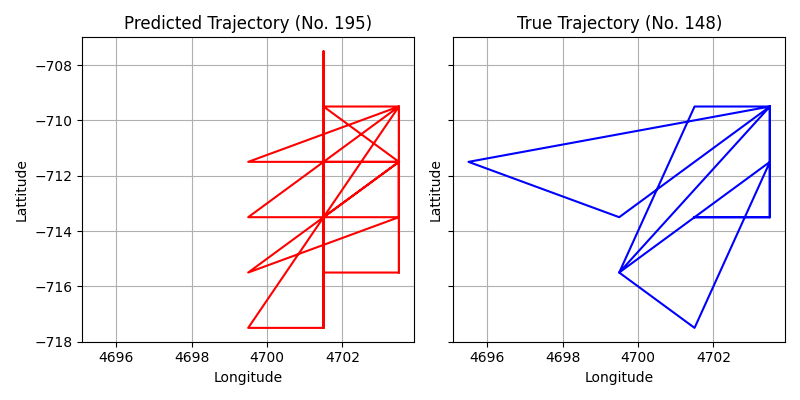 Predicted Trajectory (No. 195)
True Trajectory (No. 148)
Lattitude
−708
−710
−712
−714
−716
−718
4696
4698
4700
4702
Longitude
Lattitude
4696
4698
4700
4702
Longitude